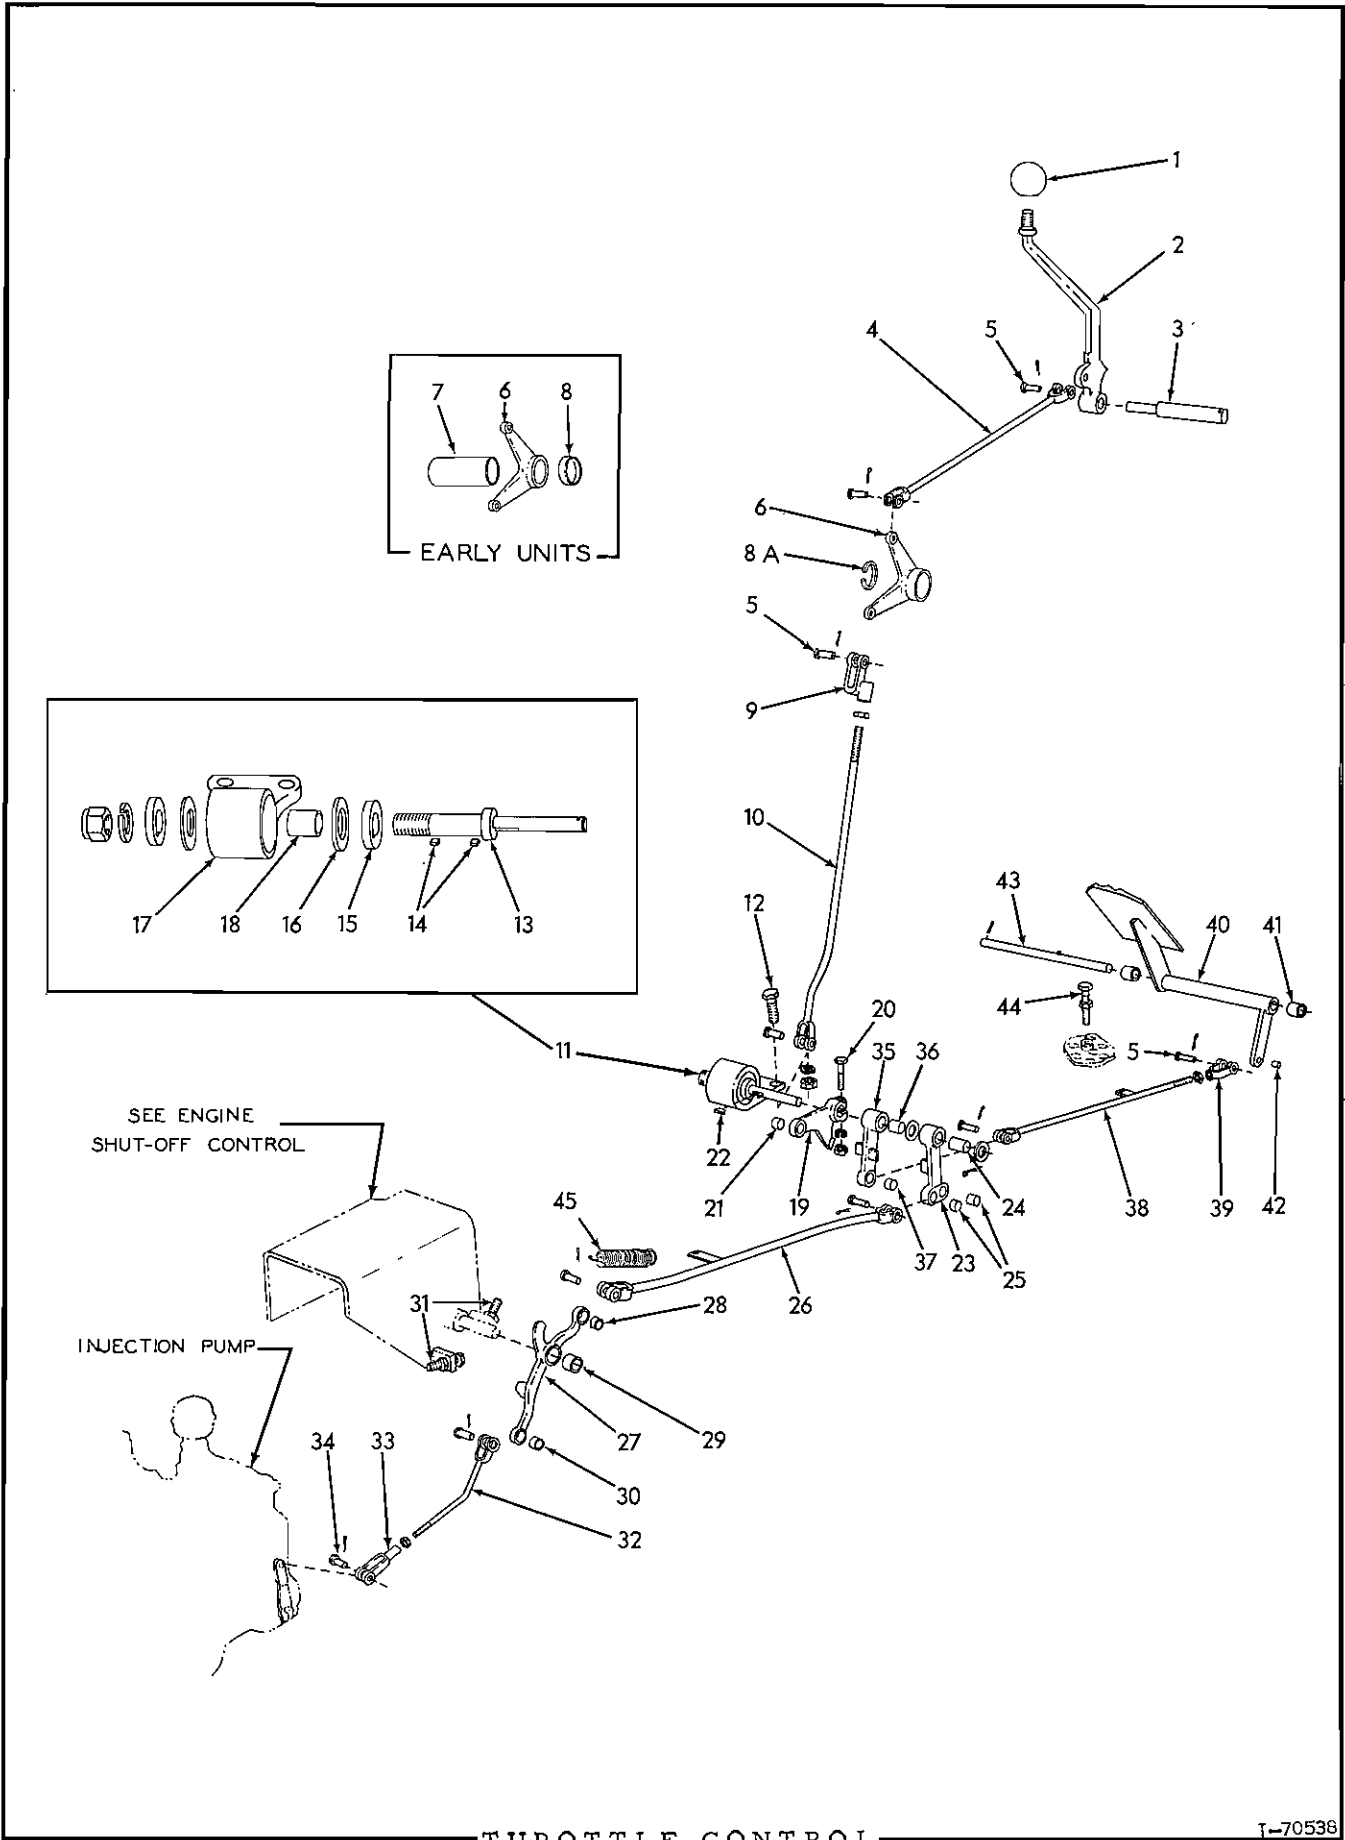 1
2
4 5 3
7 6 8
EARLY UNITS
6
8 A
5
9
10
17 18 16 15 14 13
12
43
40 41
44
20
11
35 36
5
SEE ENGINE
SHUT-OFF CONTROL
22
21 19
24
38 39 42
45
37 23 25
26
31
28
INJECTION PUMP
27 29
34 33
30
32
THROTTLE CONTROL
T-70538